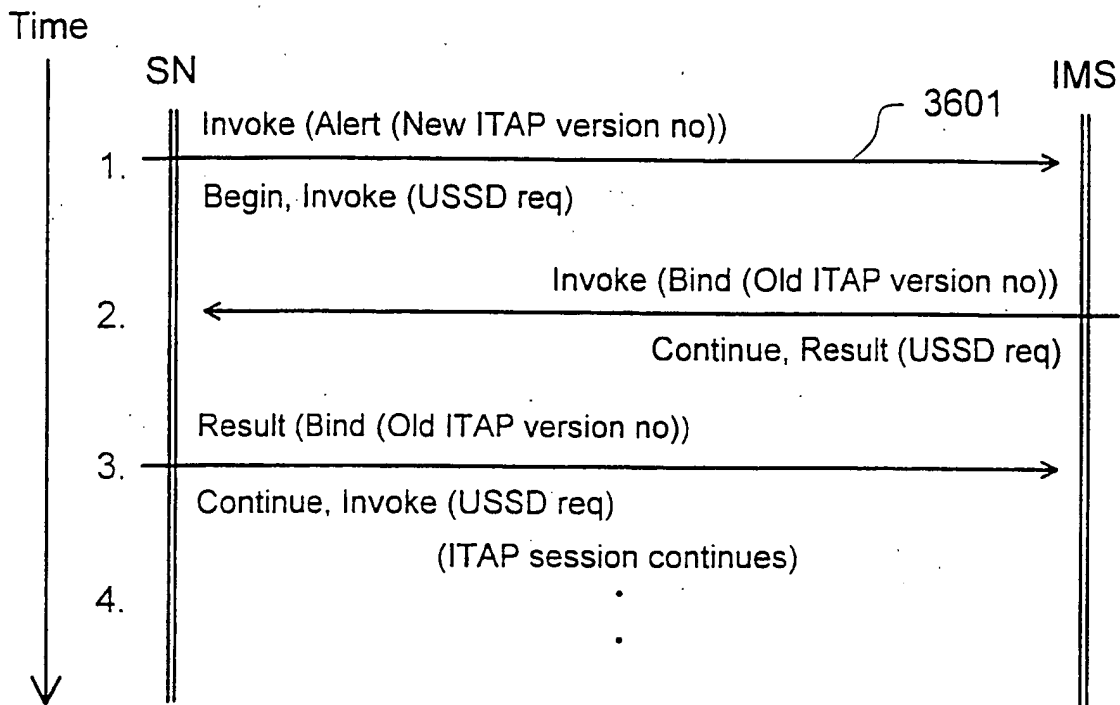 Time
SN
IMS
3601
Invoke (Alert (New ITAP version no))
1.
Begin, Invoke (USSD req)
Invoke (Bind (Old ITAP version no))
2.
Continue, Result (USSD req)
Result (Bind (Old ITAP version no))
3.
Continue, Invoke (USSD req)
(ITAP session continues)
4.